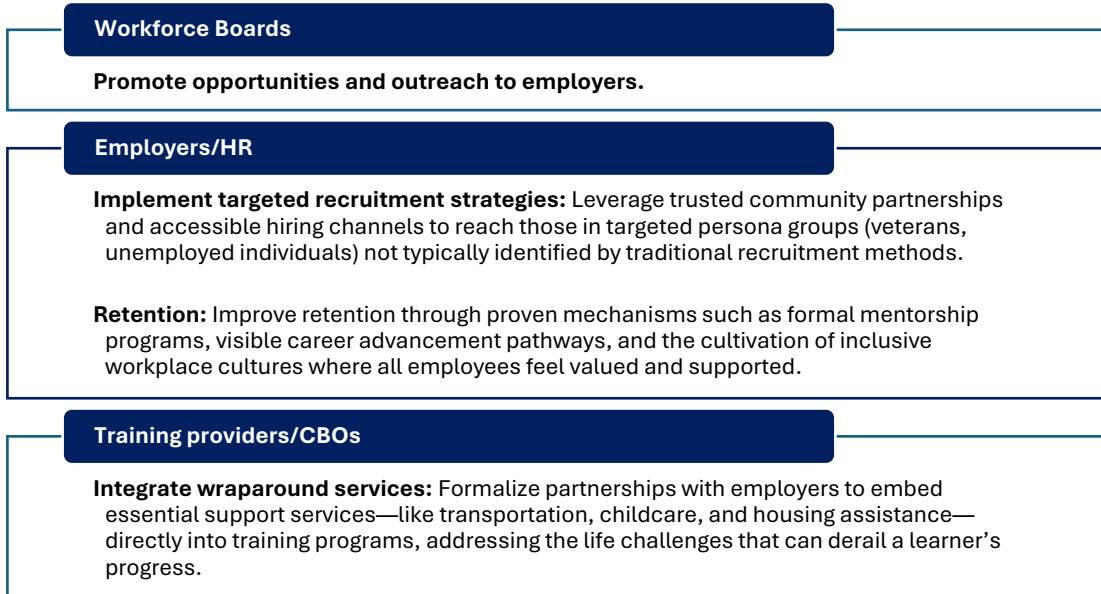 Workforce Boards
Promote opportunities and outreach to employers.
Employers/HR
Implement targeted recruitment strategies: Leverage trusted community partnerships
and accessible hiring channels to reach those in targeted persona groups (veterans,
unemployed individuals) not typically identified by traditional recruitment methods.
Retention: Improve retention through proven mechanisms such as formal mentorship
programs, visible career advancement pathways, and the cultivation of inclusive
workplace cultures where all employees feel valued and supported.
Training providers/CBOs
Integrate wraparound services: Formalize partnerships with employers to embed
essential support services—like transportation, childcare, and housing assistance—
directly into training programs, addressing the life challenges that can derail a learner’s
progress.